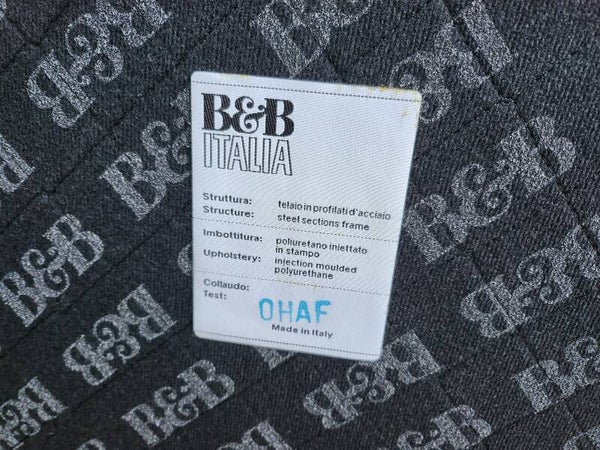 B&B
ITALIA
Struttura: telaio in profilati d'acciaio
Structure: steel sections frame
Imbottitura: poliuretano iniettato
in stampo
Upholstery: injection moulded
polyurethane
Collaudo:
Test:
OHAF
Made in Italy
B&B
B&B
B&B
B&B
B&B
B&B
B&B
B&B
B&B
B&B
B&B
B&B